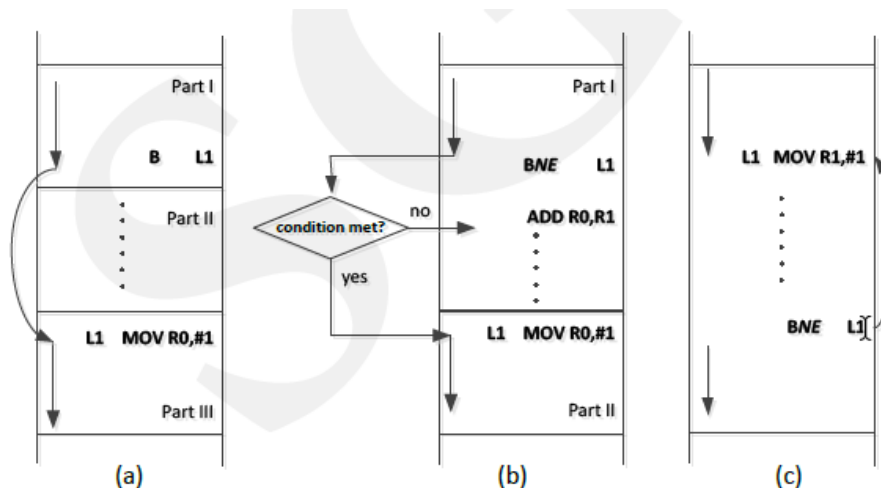 Part I
B L1
Part II
L1 MOV R0,#1
Part III
(a)
Part I
BNE L1
condition met?
no
yes
ADD R0,R1
L1 MOV R0,#1
Part II
(b)
L1 MOV R1,#1
BNE L1
(c)